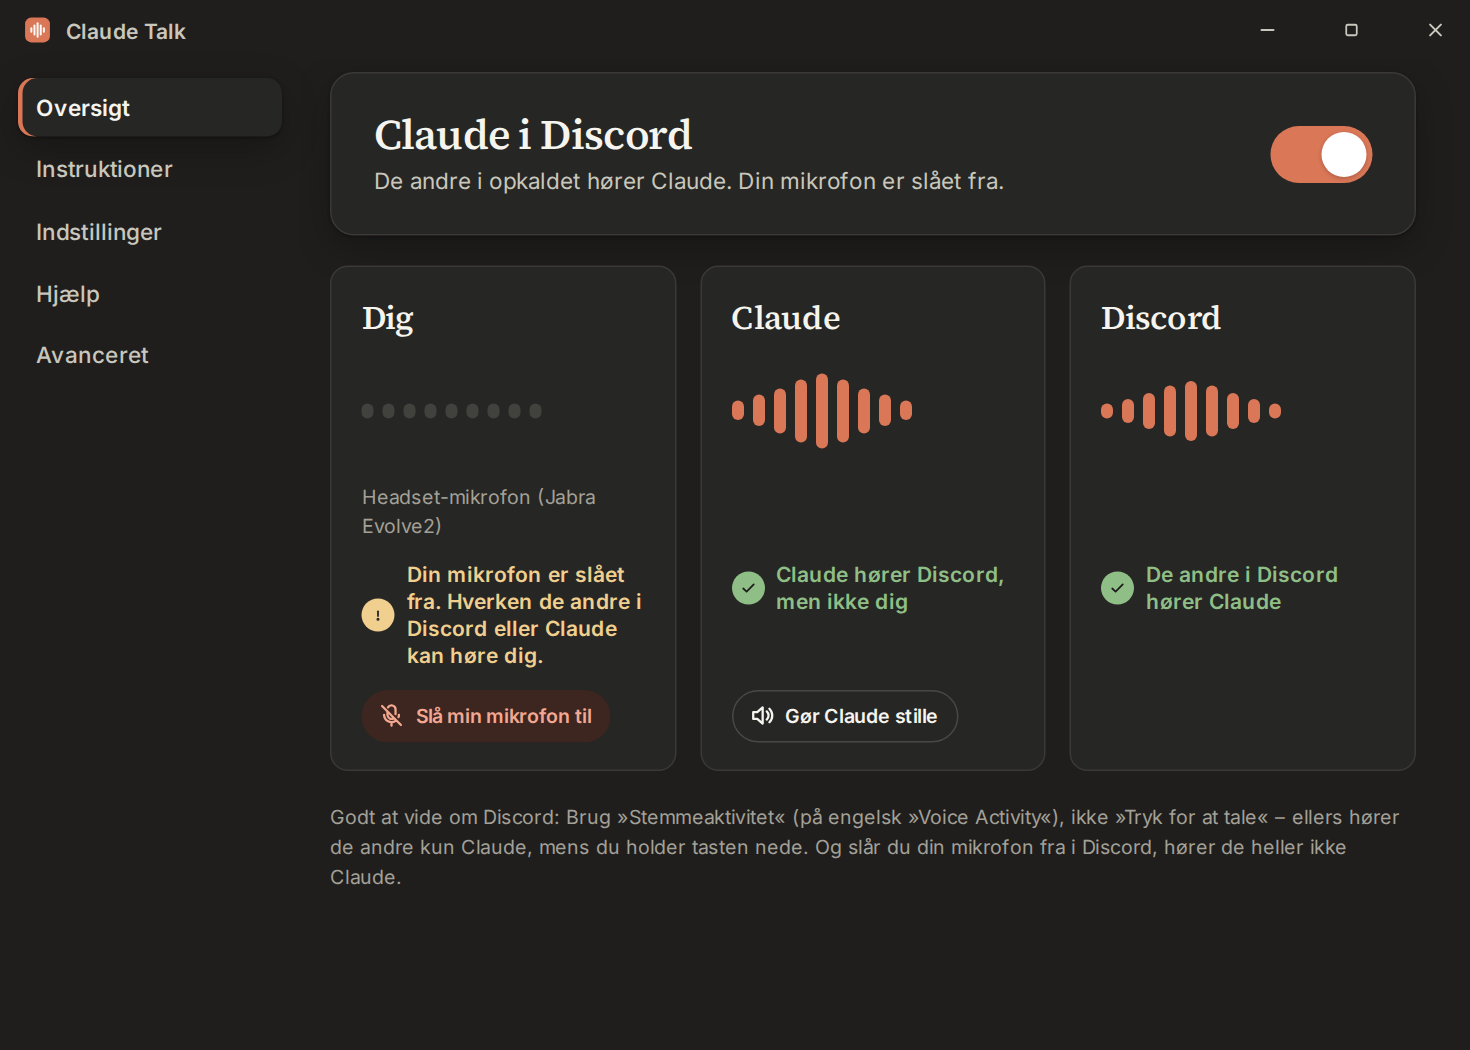 Claude Talk
Oversigt
Instruktioner
Indstillinger
Hjælp
Avanceret
Claude i Discord
De andre i opkaldet hører Claude. Din mikrofon er slået fra.
Dig
Headset-mikrofon (Jabra
Evolve2)
Din mikrofon er slået
fra. Hverken de andre i
Discord eller Claude
kan høre dig.
Slå min mikrofon til
Claude
Claude hører Discord,
men ikke dig
Gør Claude stille
Discord
De andre i Discord
hører Claude
Godt at vide om Discord: Brug »Stemmeaktivitet« (på engelsk »Voice Activity«), ikke »Tryk for at tale« – ellers hører
de andre kun Claude, mens du holder tasten nede. Og slår du din mikrofon fra i Discord, hører de heller ikke
Claude.